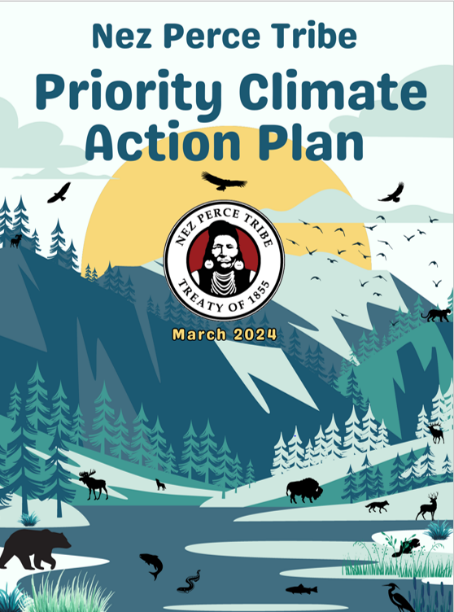 Nez Perce Tribe
Priority Climate
Action Plan
NEZ PERCE TRIBE
TREATY OF 1855
March 2024